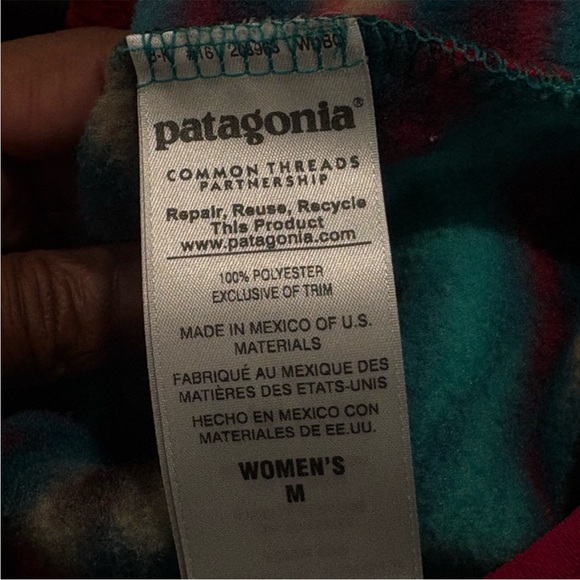 patagonia®
COMMON THREADS
PARTNERSHIP
Repair, Reuse, Recycle
This Product
www.patagonia.com
100% POLYESTER
EXCLUSIVE OF TRIM
MADE IN MEXICO OF U.S.
MATERIALS
FABRIQUÉ AU MEXIQUE DES
MATIÈRES DES ETATS-UNIS
HECHO EN MEXICO CON
MATERIALES DE EE.UU.
WOMEN'S
M